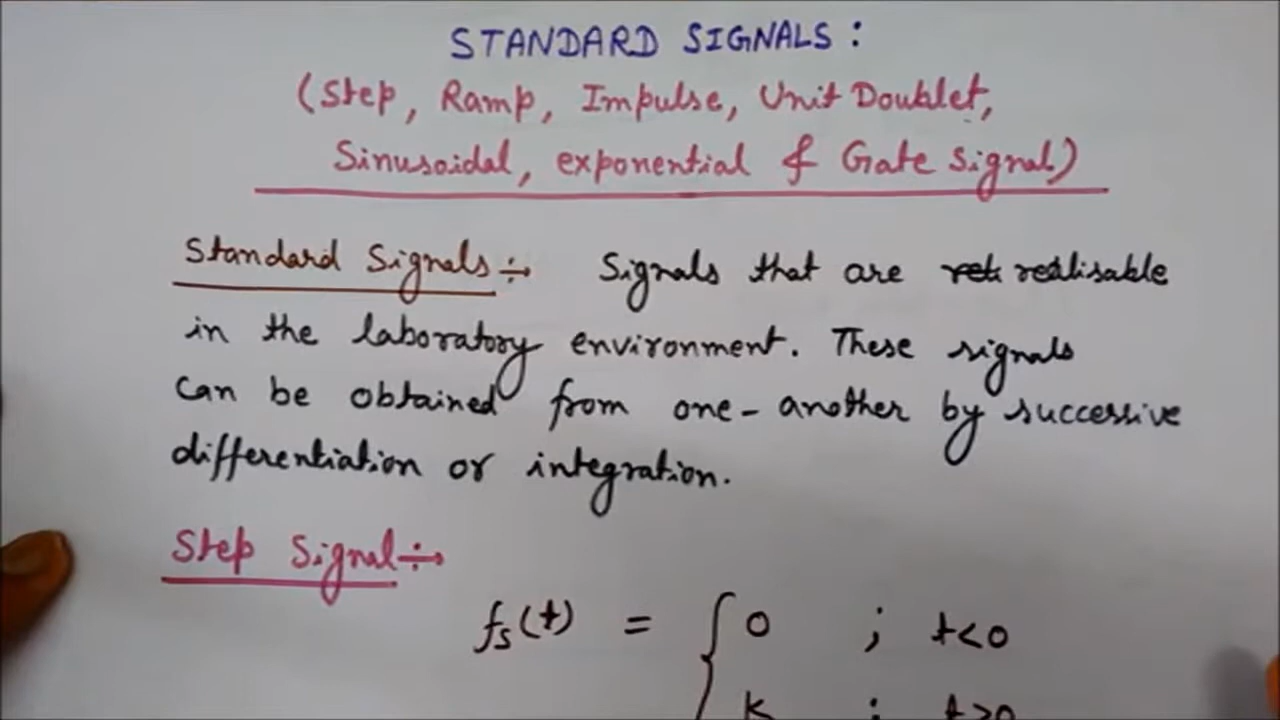 STANDARD SIGNALS:
(Step, Ramp, Impulse, Unit Doublet,
Sinusoidal, exponential & Gate signal)
Standard Signals:- Signals that are realisable
in the laboratory environment. These signals
can be obtained from one-another by successive
differentiation or integration.
Step Signal:-
fs(t) = { 0 ; t<0
k ; t>0